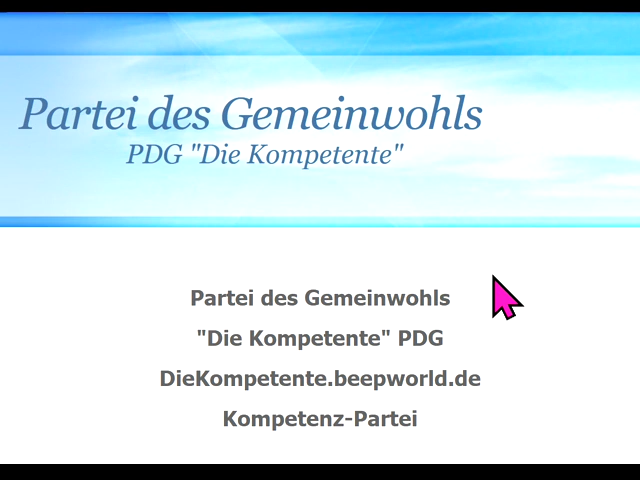 Partei des Gemeinwohls
PDG "Die Kompetente"
Partei des Gemeinwohls
"Die Kompetente" PDG
DieKompetente.beepworld.de
Kompetenz-Partei